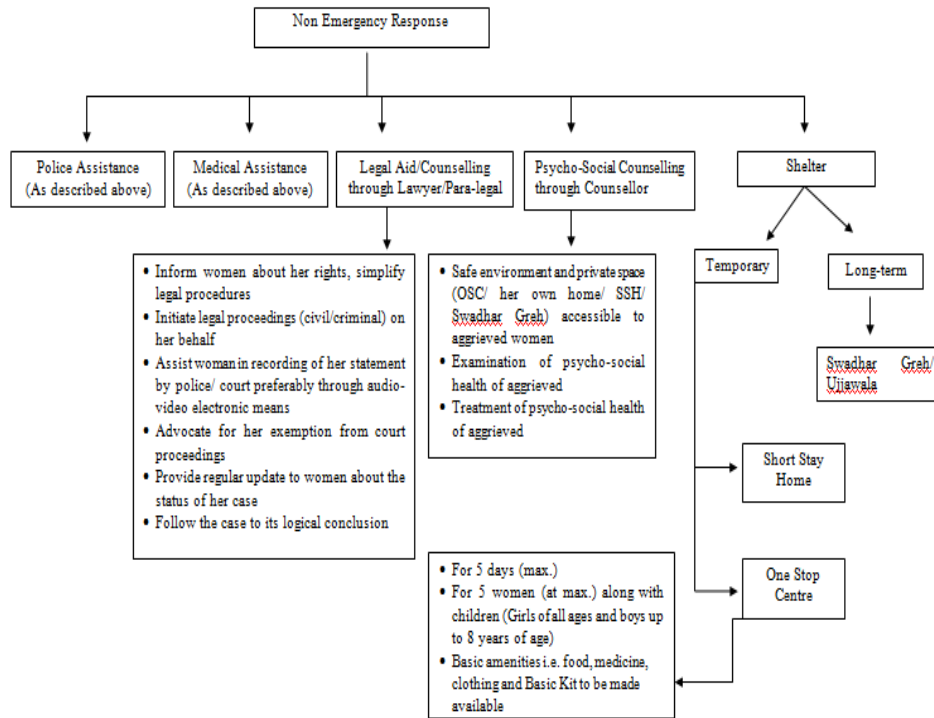 Non Emergency Response
Police Assistance
(As described above)
Medical Assistance
(As described above)
Legal Aid/Counselling
through Lawyer/Para-legal
Psycho-Social Counselling
through Counsellor
Shelter
• Inform women about her rights, simplify
legal procedures
• Initiate legal proceedings (civil/criminal) on
her behalf
• Assist woman in recording of her statement
by police/ court preferably through audio-
video electronic means
• Advocate for her exemption from court
proceedings
• Provide regular update to women about the
status of her case
• Follow the case to its logical conclusion
• Safe environment and private space
(OSC/ her own home/ SSH/
Swadhar Greh) accessible to
aggrieved women
• Examination of psycho-social
health of aggrieved
• Treatment of psycho-social health
of aggrieved
Temporary
Long-term
Swadhar Greh/
Ujjawala
Short Stay
Home
One Stop
Centre
• For 5 days (max.)
• For 5 women (at max.) along with
children (Girls of all ages and boys up
to 8 years of age)
• Basic amenities i.e. food, medicine,
clothing and Basic Kit to be made
available